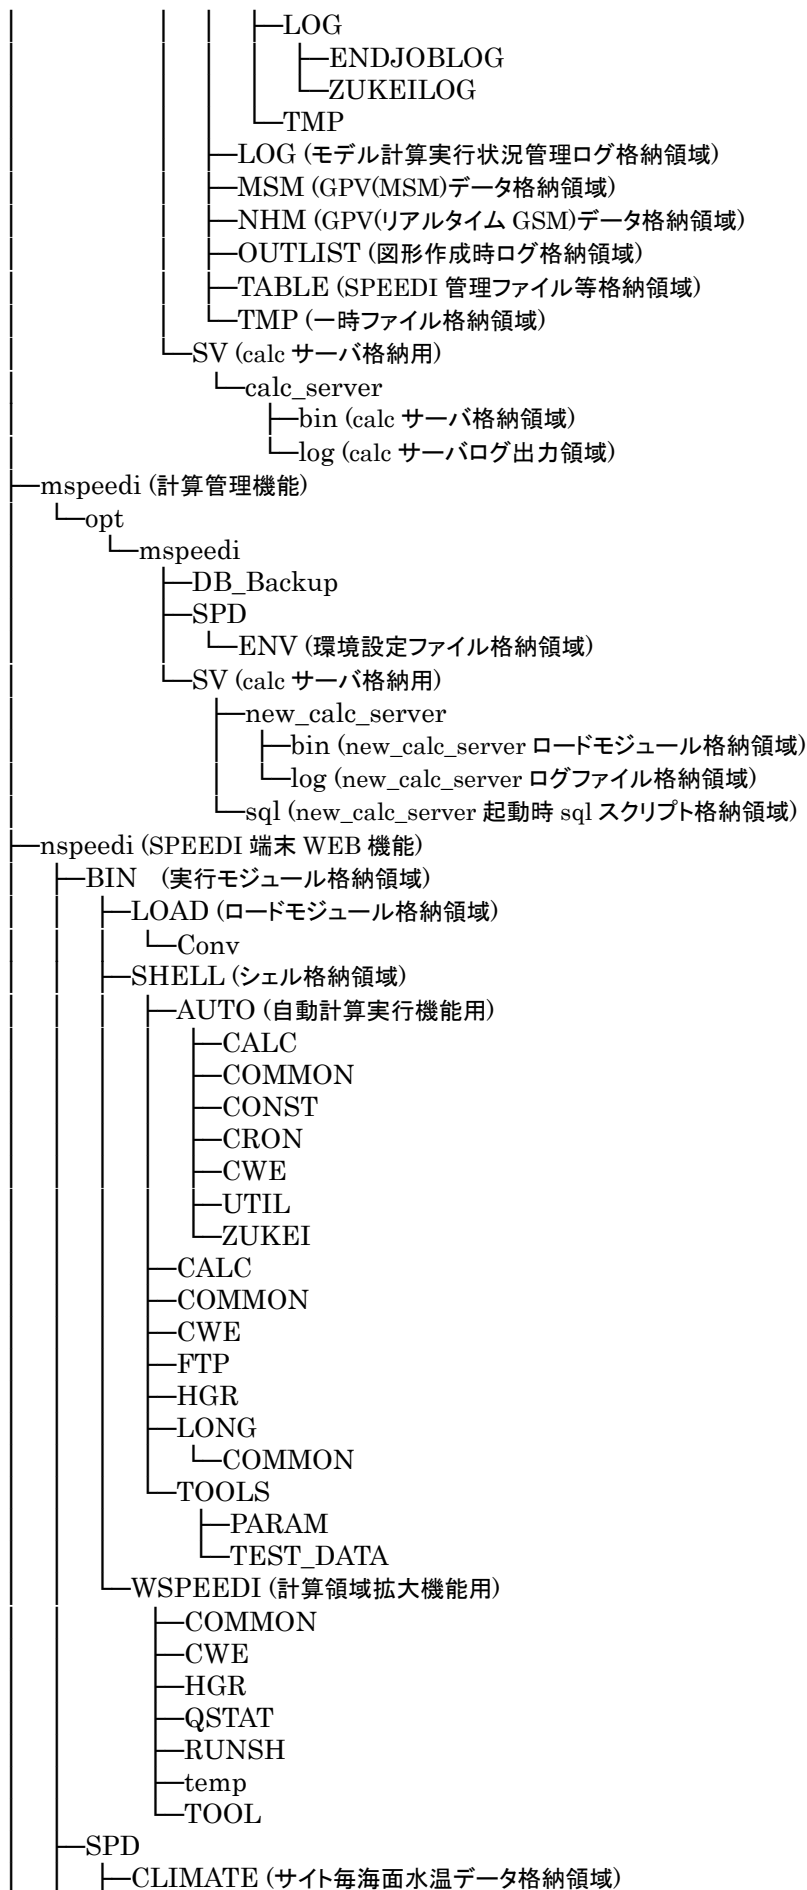 LOG
ENDJOBLOG
ZUKEILOG
TMP
LOG (モデル計算実行状況管理ログ格納領域)
MSM (GPV(MSM)データ格納領域)
NHM (GPV(リアルタイム GSM)データ格納領域)
OUTLIST (図形作成時ログ格納領域)
TABLE (SPEEDI 管理ファイル等格納領域)
TMP (一時ファイル格納領域)
SV (calc サーバ格納用)
calc_server
bin (calc サーバ格納領域)
log (calc サーバログ出力領域)
mspeedi (計算管理機能)
opt
mspeedi
DB_Backup
SPD
ENV (環境設定ファイル格納領域)
SV (calc サーバ格納用)
new_calc_server
bin (new_calc_server ロードモジュール格納領域)
log (new_calc_server ログファイル格納領域)
sql (new_calc_server 起動時 sql スクリプト格納領域)
nspeedi (SPEEDI 端末 WEB 機能)
BIN (実行モジュール格納領域)
LOAD (ロードモジュール格納領域)
Conv
SHELL (シェル格納領域)
AUTO (自動計算実行機能用)
CALC
COMMON
CONST
CRON
CWE
UTIL
ZUKEI
CALC
COMMON
CWE
FTP
HGR
LONG
COMMON
TOOLS
PARAM
TEST_DATA
WSPEEDI (計算領域拡大機能用)
COMMON
CWE
HGR
QSTAT
RUNSH
temp
TOOL
SPD
CLIMATE (サイト毎海面水温データ格納領域)